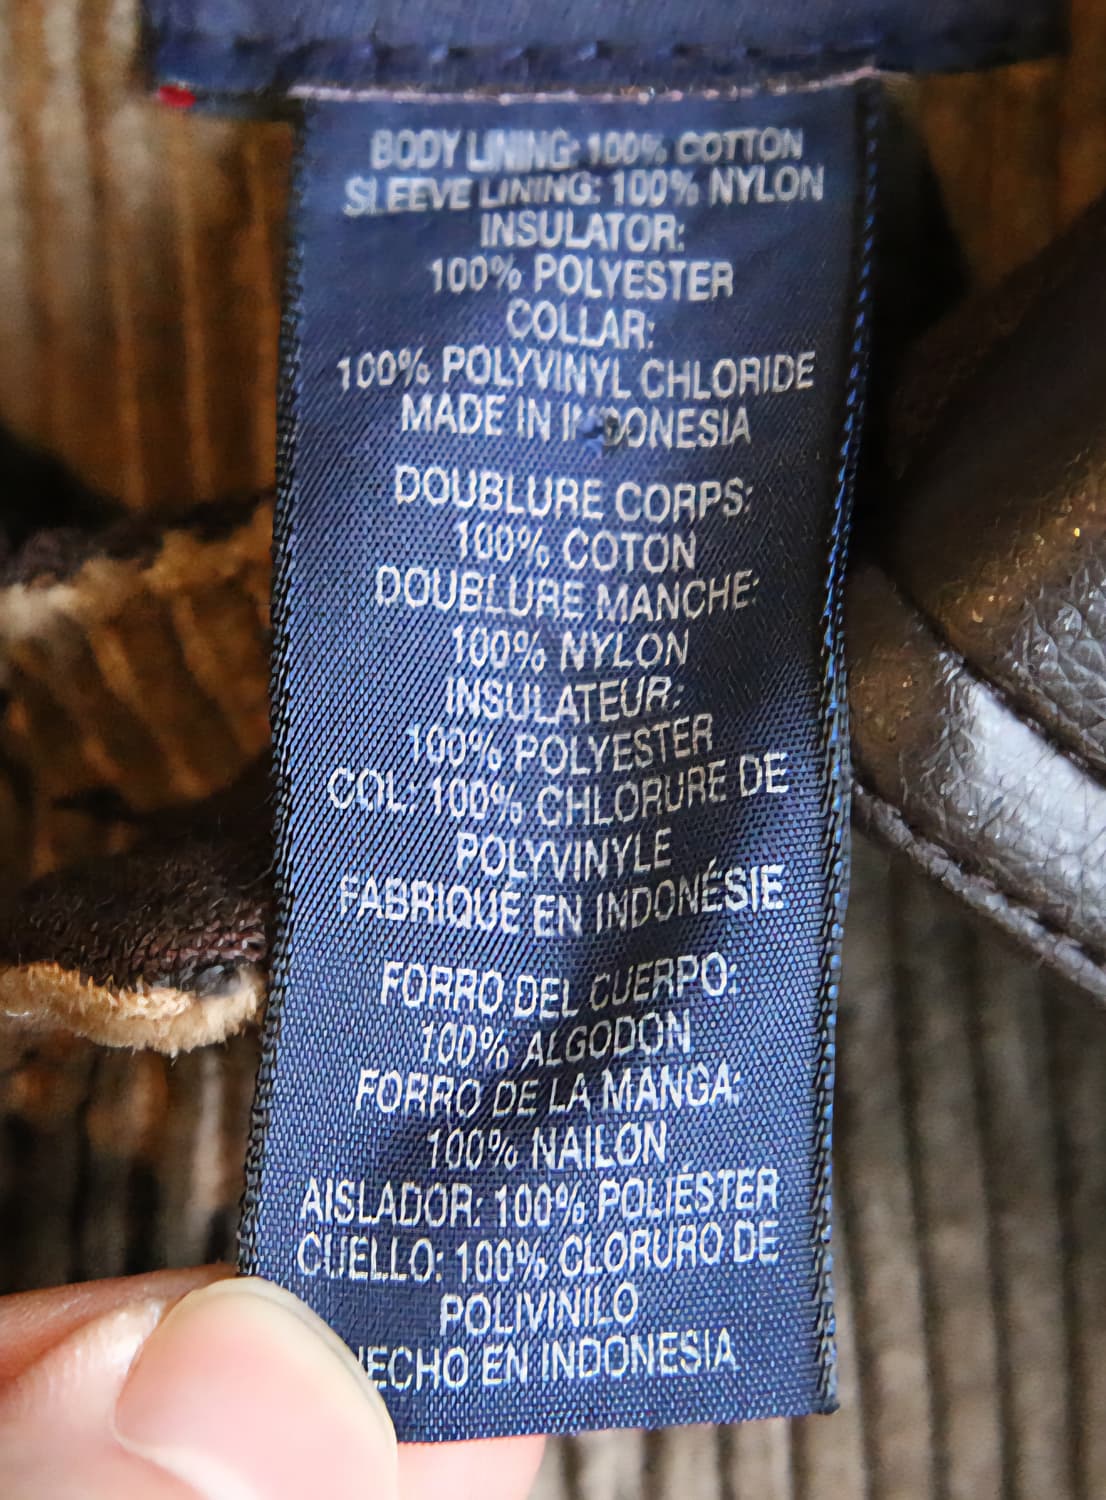 BODY LINING: 100% COTTON
SLEEVE LINING: 100% NYLON
INSULATOR:
100% POLYESTER
COLLAR:
100% POLYVINYL CHLORIDE
MADE IN INDONESIA
DOUBLURE CORPS:
100% COTON
DOUBLURE MANCHE:
100% NYLON
INSULATEUR:
100% POLYESTER
COL: 100% CHLORURE DE
POLYVINYLE
FABRIQUÉ EN INDONÉSIE
FORRO DEL CUERPO:
100% ALGODÓN
FORRO DE LA MANGA:
100% NAILON
AISLADOR: 100% POLIÉSTER
CUELLO: 100% CLORURO DE
POLIVINILO
HECHO EN INDONESIA